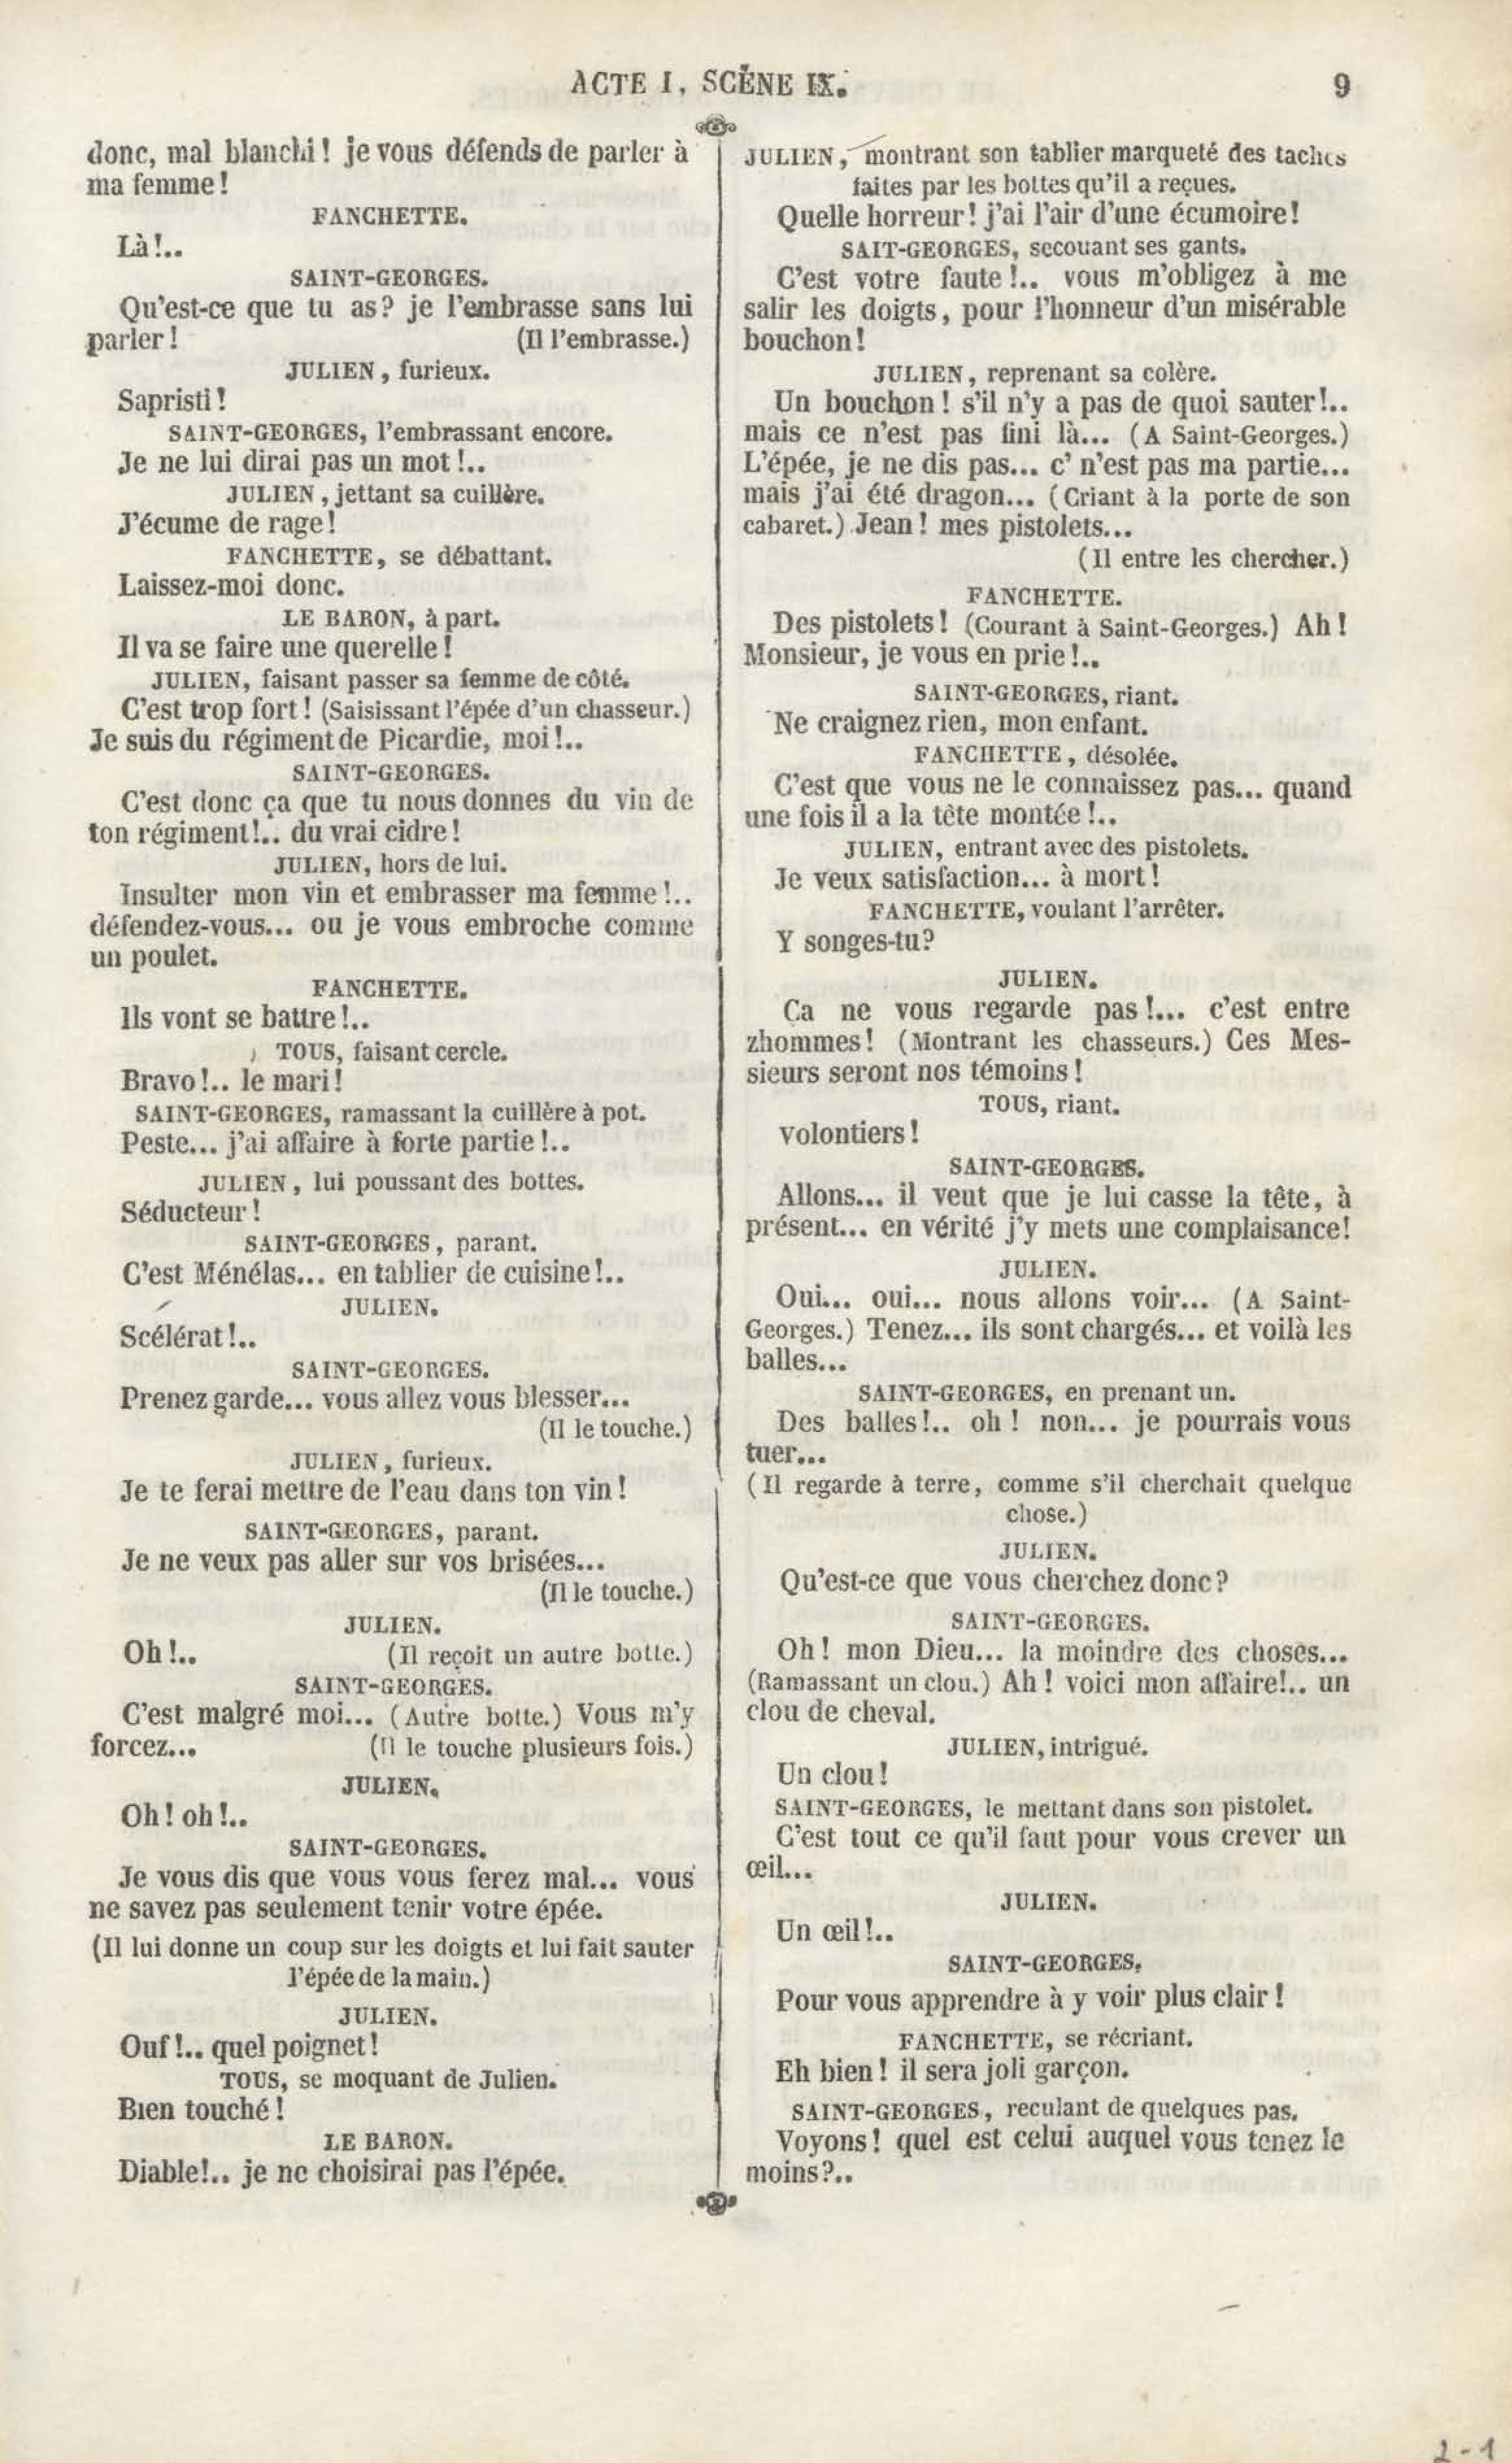 ACTE I, SCÈNE IX.
9
donc, mal blanchi! je vous défends de parler à
ma femme!
FANCHETTE.
Là!..
SAINT-GEORGES.
Qu'est-ce que tu as? je l'embrasse sans lui
parler! (Il l'embrasse.)
JULIEN, furieux.
Sapristi!
SAINT-GEORGES, l'embrassant encore.
Je ne lui dirai pas un mot!..
JULIEN, jettant sa cuillère.
J'écume de rage!
FANCHETTE, se débattant.
Laissez-moi donc.
LE BARON, à part.
Il va se faire une querelle!
JULIEN, faisant passer sa femme de côté.
C'est trop fort! (Saisissant l'épée d'un chasseur.)
Je suis du régiment de Picardie, moi!..
SAINT-GEORGES.
C'est donc ça que tu nous donnes du vin de
ton régiment!.. du vrai cidre!
JULIEN, hors de lui.
Insulter mon vin et embrasser ma femme!..
défendez-vous... ou je vous embroche comme
un poulet.
FANCHETTE.
Ils vont se battre!..
TOUS, faisant cercle.
Bravo!.. le mari!
SAINT-GEORGES, ramassant la cuillère à pot.
Peste... j'ai affaire à forte partie!..
JULIEN, lui poussant des bottes.
Séducteur!
SAINT-GEORGES, parant.
C'est Ménélas... en tablier de cuisine!..
JULIEN.
Scélérat!..
SAINT-GEORGES.
Prenez garde... vous allez vous blesser...
(Il le touche.)
JULIEN, furieux.
Je te ferai mettre de l'eau dans ton vin!
SAINT-GEORGES, parant.
Je ne veux pas aller sur vos brisées...
(Il le touche.)
JULIEN.
Oh!.. (Il reçoit un autre botte.)
SAINT-GEORGES.
C'est malgré moi... (Autre botte.) Vous m'y
forcez... (Il le touche plusieurs fois.)
JULIEN.
Oh! oh!..
SAINT-GEORGES.
Je vous dis que vous vous ferez mal... vous
ne savez pas seulement tenir votre épée.
(Il lui donne un coup sur les doigts et lui fait sauter
l'épée de la main.)
JULIEN.
Ouf!.. quel poignet!
TOUS, se moquant de Julien.
Bien touché!
LE BARON.
Diable!.. je ne choisirai pas l'épée.
JULIEN, montrant son tablier marqueté des taches
faites par les bottes qu'il a reçues.
Quelle horreur! j'ai l'air d'une écumoire!
SAIT-GEORGES, secouant ses gants.
C'est votre faute!.. vous m'obligez à me
salir les doigts, pour l'honneur d'un misérable
bouchon!
JULIEN, reprenant sa colère.
Un bouchon! s'il n'y a pas de quoi sauter!..
mais ce n'est pas fini là... (A Saint-Georges.)
L'épée, je ne dis pas... c' n'est pas ma partie...
mais j'ai été dragon... (Criant à la porte de son
cabaret.) Jean! mes pistolets...
(Il entre les chercher.)
FANCHETTE.
Des pistolets! (Courant à Saint-Georges.) Ah!
Monsieur, je vous en prie!..
SAINT-GEORGES, riant.
Ne craignez rien, mon enfant.
FANCHETTE, désolée.
C'est que vous ne le connaissez pas... quand
une fois il a la tête montée!..
JULIEN, entrant avec des pistolets.
Je veux satisfaction... à mort!
FANCHETTE, voulant l'arrêter.
Y songes-tu?
JULIEN.
Ça ne vous regarde pas!... c'est entre
zhommes! (Montrant les chasseurs.) Ces Mes-
sieurs seront nos témoins!
TOUS, riant.
Volontiers!
SAINT-GEORGES.
Allons... il veut que je lui casse la tête, à
présent... en vérité j'y mets une complaisance!
JULIEN.
Oui... oui... nous allons voir... (A Saint-
Georges.) Tenez... ils sont chargés... et voilà les
balles...
SAINT-GEORGES, en prenant un.
Des balles!.. oh! non... je pourrais vous
tuer...
(Il regarde à terre, comme s'il cherchait quelque
chose.)
JULIEN.
Qu'est-ce que vous cherchez donc?
SAINT-GEORGES.
Oh! mon Dieu... la moindre des choses...
(Ramassant un clou.) Ah! voici mon affaire!.. un
clou de cheval.
JULIEN, intrigué.
Un clou!
SAINT-GEORGES, le mettant dans son pistolet.
C'est tout ce qu'il faut pour vous crever un
œil...
JULIEN.
Un œil!..
SAINT-GEORGES.
Pour vous apprendre à y voir plus clair!
FANCHETTE, se récriant.
Eh bien! il sera joli garçon.
SAINT-GEORGES, reculant de quelques pas.
Voyons! quel est celui auquel vous tenez le
moins?..
2-1